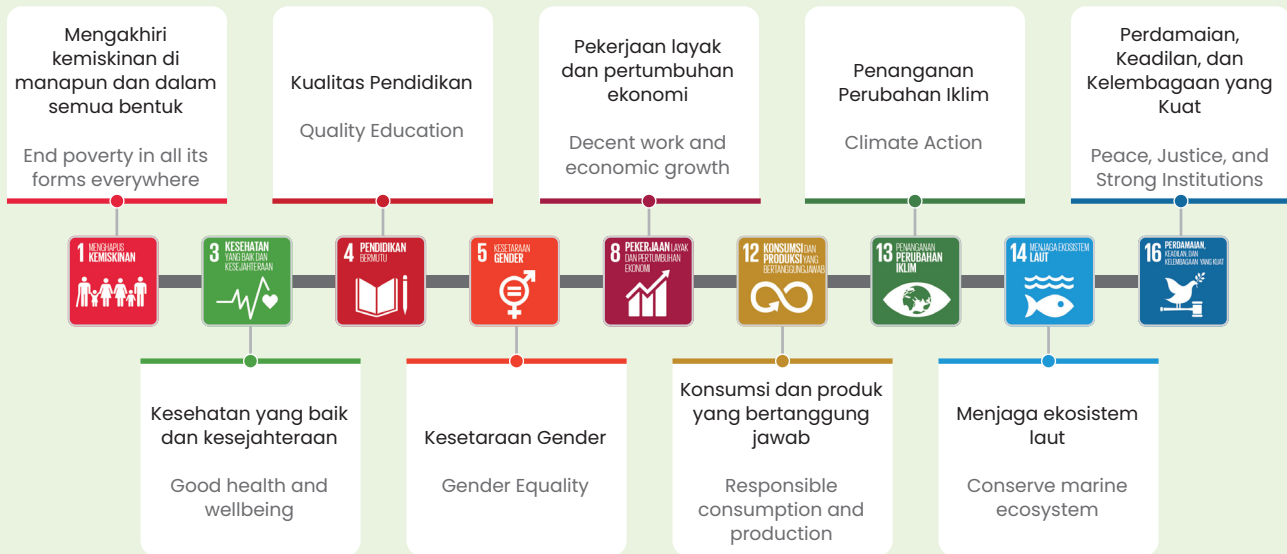 Mengakhiri
kemiskinan di
manapun dan dalam
semua bentuk
End poverty in all its
forms everywhere
Kualitas Pendidikan
Quality Education
Pekerjaan layak
dan pertumbuhan
ekonomi
Decent work and
economic growth
Penanganan
Perubahan Iklim
Climate Action
Perdamaian,
Keadilan, dan
Kelembagaan yang
Kuat
Peace, Justice, and
Strong Institutions
1 MENGHAPUS
KEMISKINAN
3 KESEHATAN
YANG BAIK DAN
KESEJAHTERAAN
4 PENDIDIKAN
BERMUTU
5 KESETARAAN
GENDER
8 PEKERJAAN LAYAK
DAN PERTUMBUHAN
EKONOMI
12 KONSUMSI DAN
PRODUKSI YANG
BERTANGGUNGJAWAB
13 PENANGANAN
PERUBAHAN
IKLIM
14 MENJAGA EKOSISTEM
LAUT
16 PERDAMAIAN,
KEADILAN, DAN
KELEMBAGAAN YANG KUAT
Kesehatan yang baik
dan kesejahteraan
Good health and
wellbeing
Kesetaraan Gender
Gender Equality
Konsumsi dan produk
yang bertanggung
jawab
Responsible
consumption and
production
Menjaga ekosistem
laut
Conserve marine
ecosystem